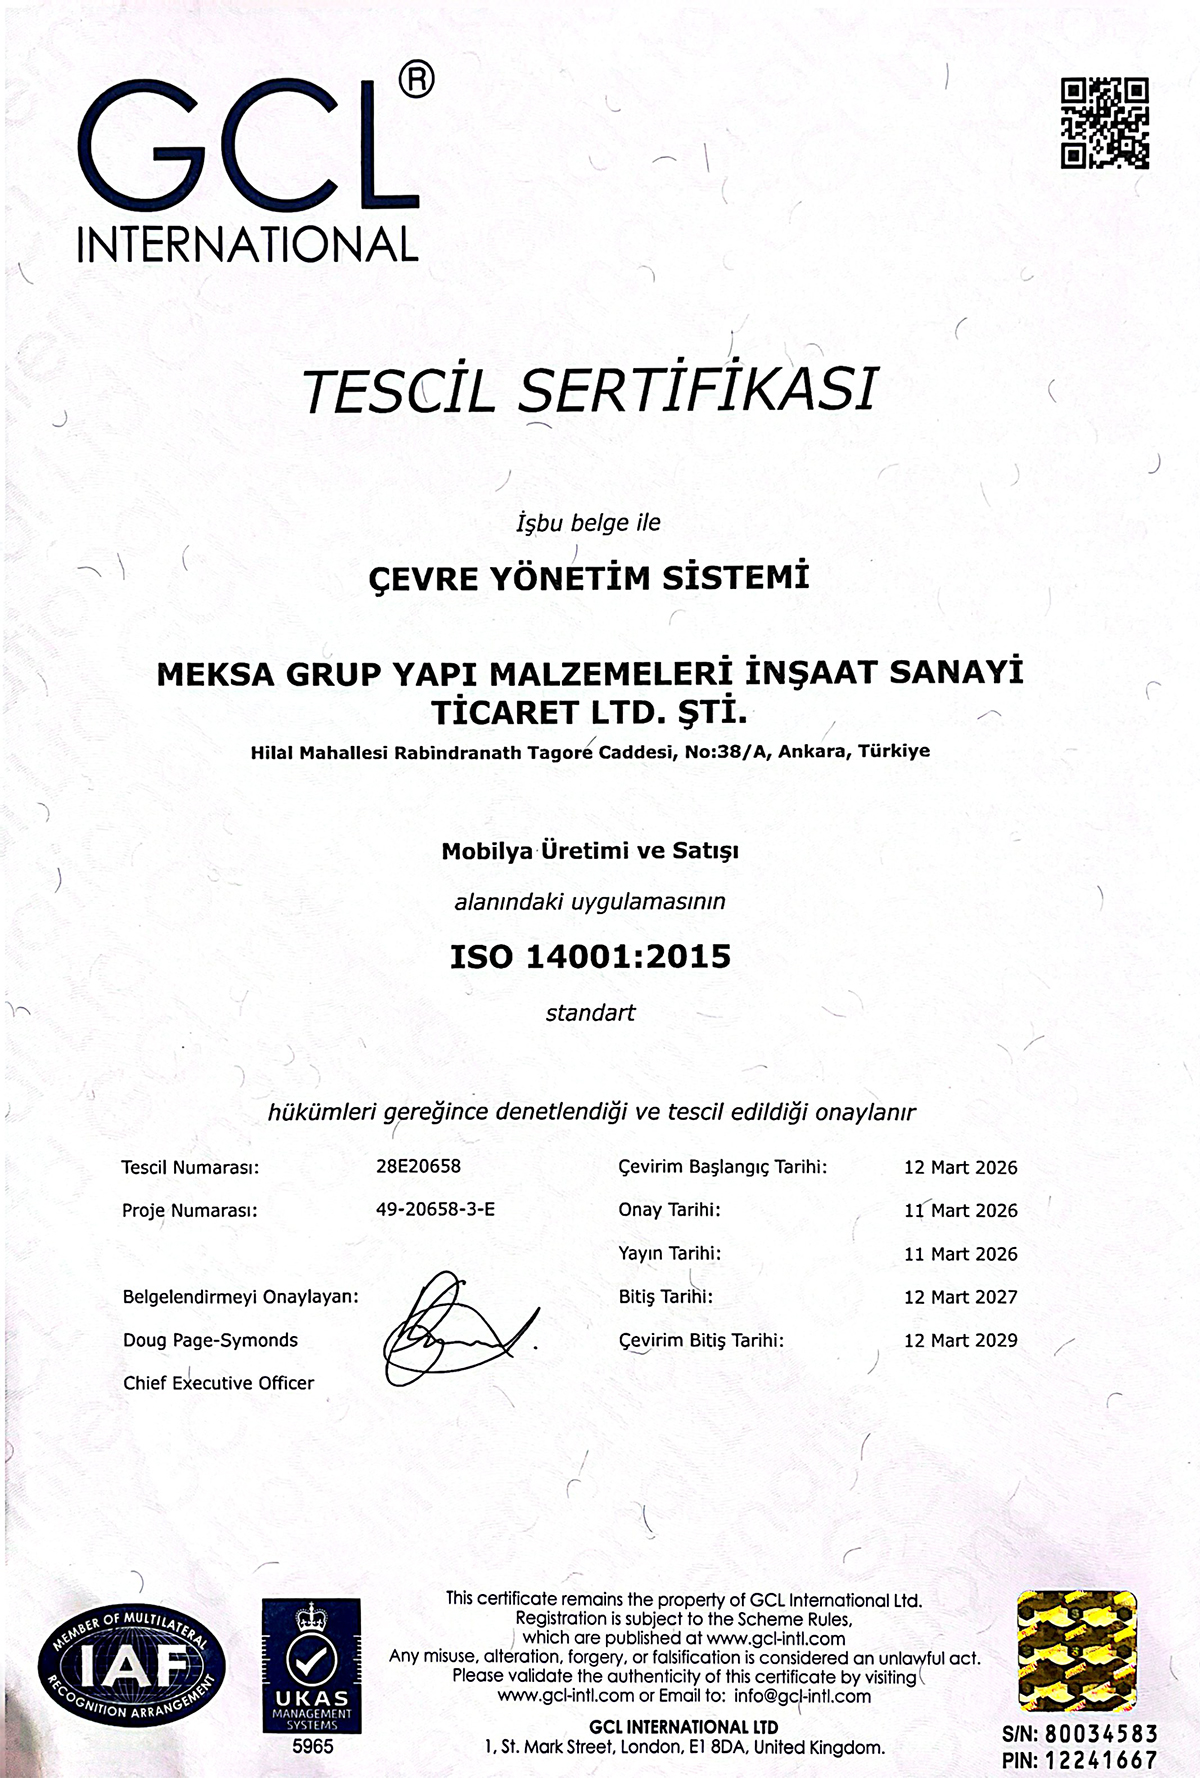 GCL®
INTERNATIONAL
TESCİL SERTİFİKASI
İşbu belge ile
ÇEVRE YÖNETİM SİSTEMİ
MEKSA GRUP YAPI MALZEMELERİ İNŞAAT SANAYİ
TİCARET LTD. ŞTİ.
Hilal Mahallesi Rabindranath Tagore Caddesi, No:38/A, Ankara, Türkiye
Mobilya Üretimi ve Satışı
alanındaki uygulamasının
ISO 14001:2015
standart
hükümleri gereğince denetlendiği ve tescil edildiği onaylanır
Tescil Numarası: 28E20658 Çevirim Başlangıç Tarihi: 12 Mart 2026
Proje Numarası: 49-20658-3-E Onay Tarihi: 11 Mart 2026
Yayın Tarihi: 11 Mart 2026
Belgelendirmeyi Onaylayan: Bitiş Tarihi: 12 Mart 2027
Doug Page-Symonds Çevirim Bitiş Tarihi: 12 Mart 2029
Chief Executive Officer
MEMBER OF MULTILATERAL
IAF
RECOGNITION ARRANGEMENT
UKAS
MANAGEMENT
SYSTEMS
5965
This certificate remains the property of GCL International Ltd.
Registration is subject to the Scheme Rules,
which are published at www.gcl-intl.com
Any misuse, alteration, forgery, or falsification is considered an unlawful act.
Please validate the authenticity of this certificate by visiting
www.gcl-intl.com or Email to: info@gcl-intl.com
GCL INTERNATIONAL LTD
1, St. Mark Street, London, E1 8DA, United Kingdom.
S/N: 80034583
PIN: 12241667